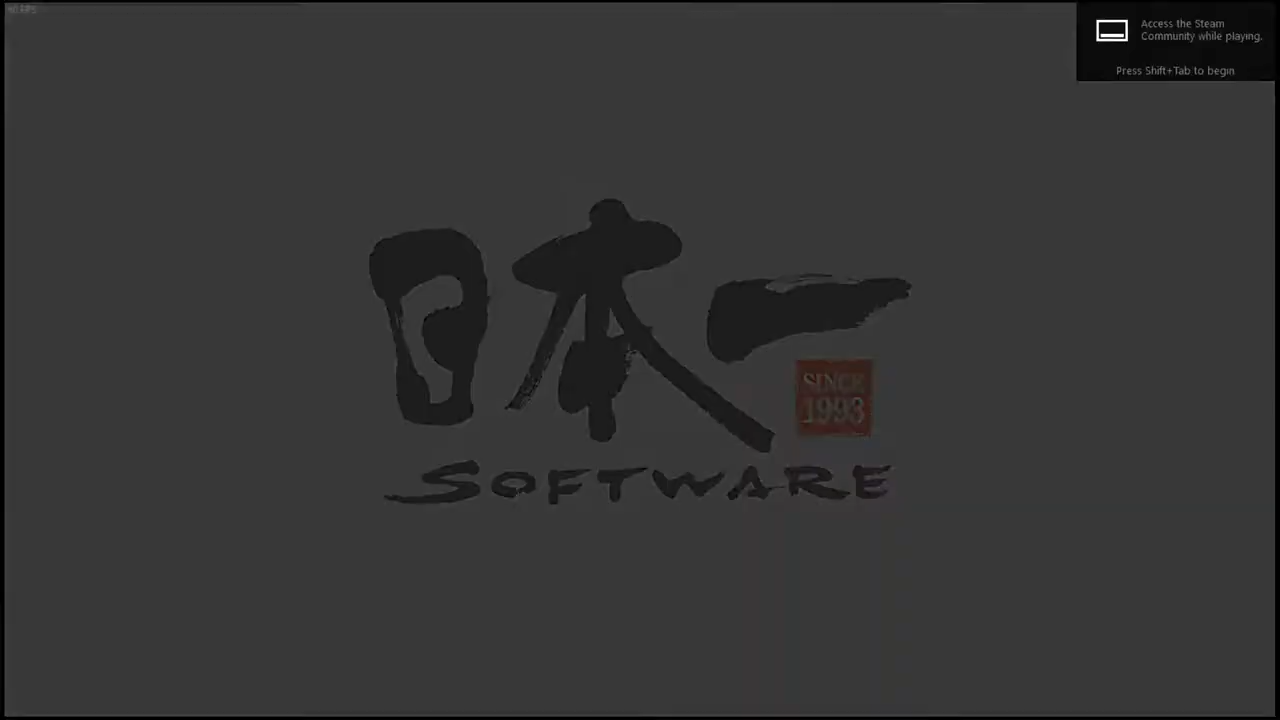 Access the Steam
Community while playing.
Press Shift+Tab to begin
日本一
SINCE
1993
SOFTWARE